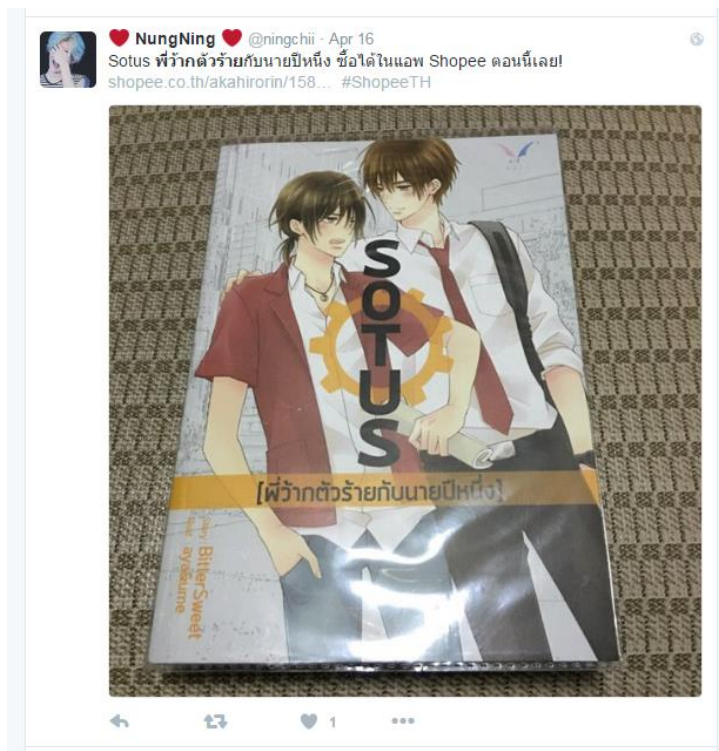 ❤ NungNing ❤ @ningchii · Apr 16
Sotus พี่ว้ากตัวร้ายกับนายปีหนึ่ง ซื้อได้ในแอพ Shopee ตอนนี้เลย!
shopee.co.th/akahirorin/158... #ShopeeTH
SOTUS
[พี่ว้ากตัวร้ายกับนายปีหนึ่ง]
BitterSweet
ayasume
1